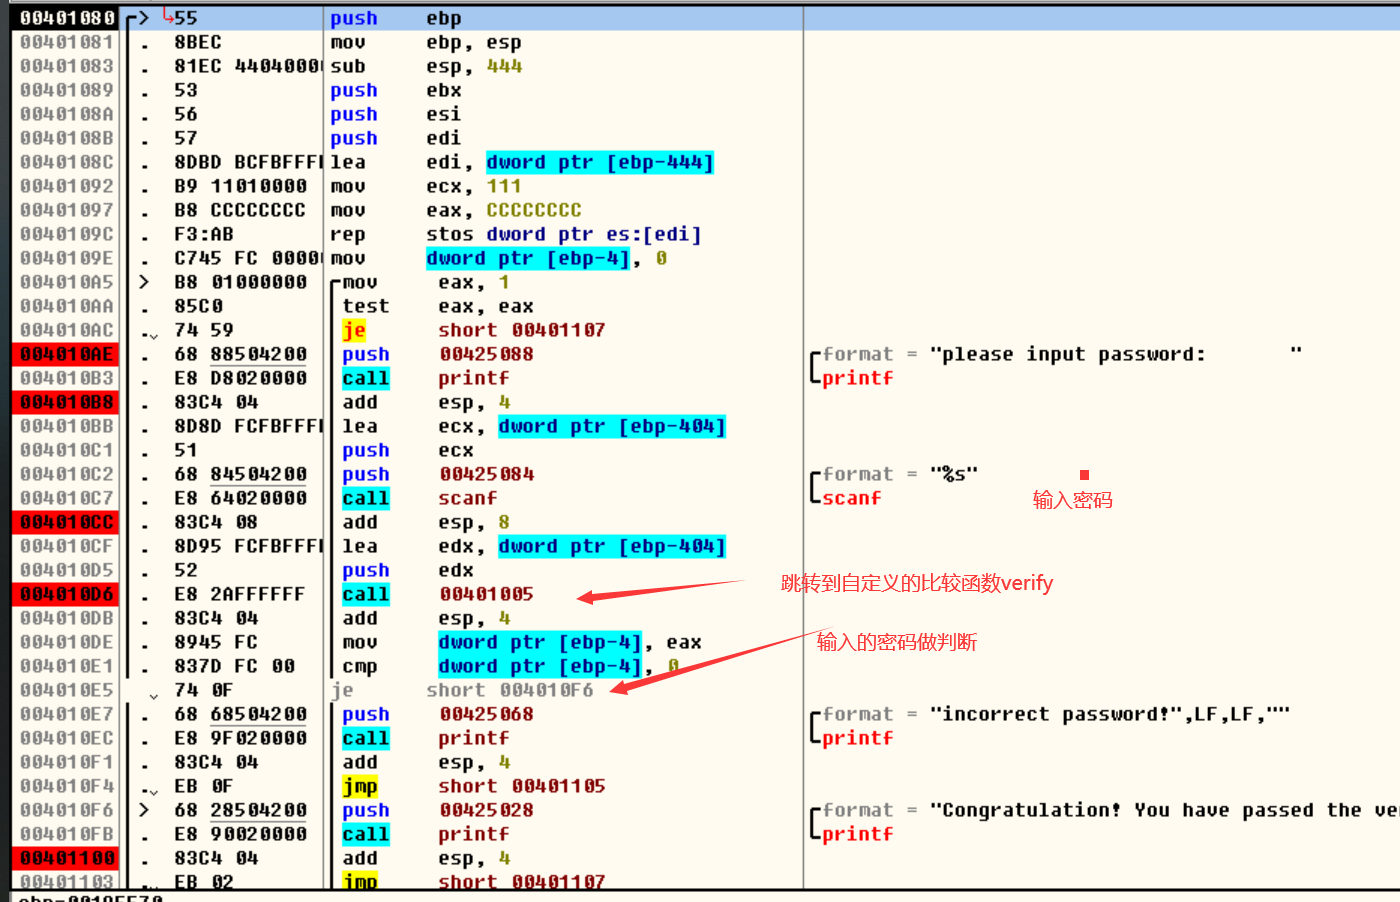 00401080 > 55 push ebp
00401081 . 8BEC mov ebp, esp
00401083 . 81EC 44040000 sub esp, 444
00401089 . 53 push ebx
0040108A . 56 push esi
0040108B . 57 push edi
0040108C . 8DBD BCFBFFF lea edi, dword ptr [ebp-444]
00401092 . B9 11010000 mov ecx, 111
00401097 . B8 CCCCCCCC mov eax, CCCCCCCC
0040109C . F3:AB rep stos dword ptr es:[edi]
0040109E . C745 FC 0000 mov dword ptr [ebp-4], 0
004010A5 > B8 01000000 mov eax, 1
004010AA . 85C0 test eax, eax
004010AC . 74 59 je short 00401107
004010AE . 68 88504200 push 00425088 format = "please input password: "
004010B3 . E8 D8020000 call printf printf
004010B8 . 83C4 04 add esp, 4
004010BB . 8D8D FCFBFFF lea ecx, dword ptr [ebp-404]
004010C1 . 51 push ecx
004010C2 . 68 84504200 push 00425084 format = "%s"
004010C7 . E8 64020000 call scanf scanf 输入密码
004010CC . 83C4 08 add esp, 8
004010CF . 8D95 FCFBFFF lea edx, dword ptr [ebp-404]
004010D5 . 52 push edx
004010D6 . E8 2AFFFFFF call 00401005 跳转到自定义的比较函数verify
004010DB . 83C4 04 add esp, 4
004010DE . 8945 FC mov dword ptr [ebp-4], eax 输入的密码做判断
004010E1 . 837D FC 00 cmp dword ptr [ebp-4], 0
004010E5 74 0F je short 004010F6
004010E7 . 68 68504200 push 00425068 format = "incorrect password!",LF,LF,""
004010EC . E8 9F020000 call printf printf
004010F1 . 83C4 04 add esp, 4
004010F4 . EB 0F jmp short 00401105
004010F6 > 68 28504200 push 00425028 format = "Congratulation! You have passed the ve
004010FB . E8 90020000 call printf printf
00401100 . 83C4 04 add esp, 4
00401103 . EB 02 jmp short 00401107